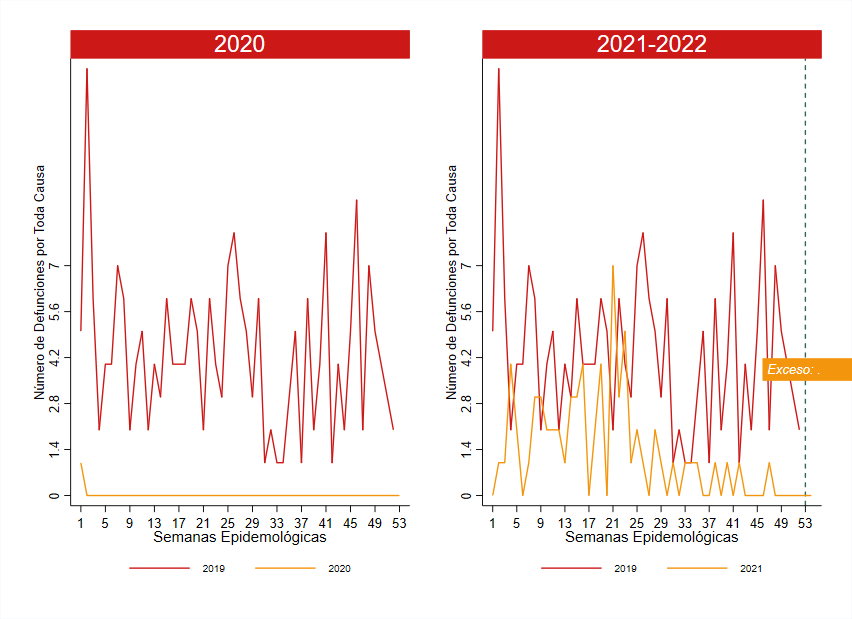 2020
Número de Defunciones por Toda Causa
7
5.6
4.2
2.8
1.4
0
1 5 9 13 17 21 25 29 33 37 41 45 49 53
Semanas Epidemológicas
2019 2020
2021-2022
Número de Defunciones por Toda Causa
7
5.6
4.2
2.8
1.4
0
Exceso: .
1 5 9 13 17 21 25 29 33 37 41 45 49 53
Semanas Epidemológicas
2019 2021